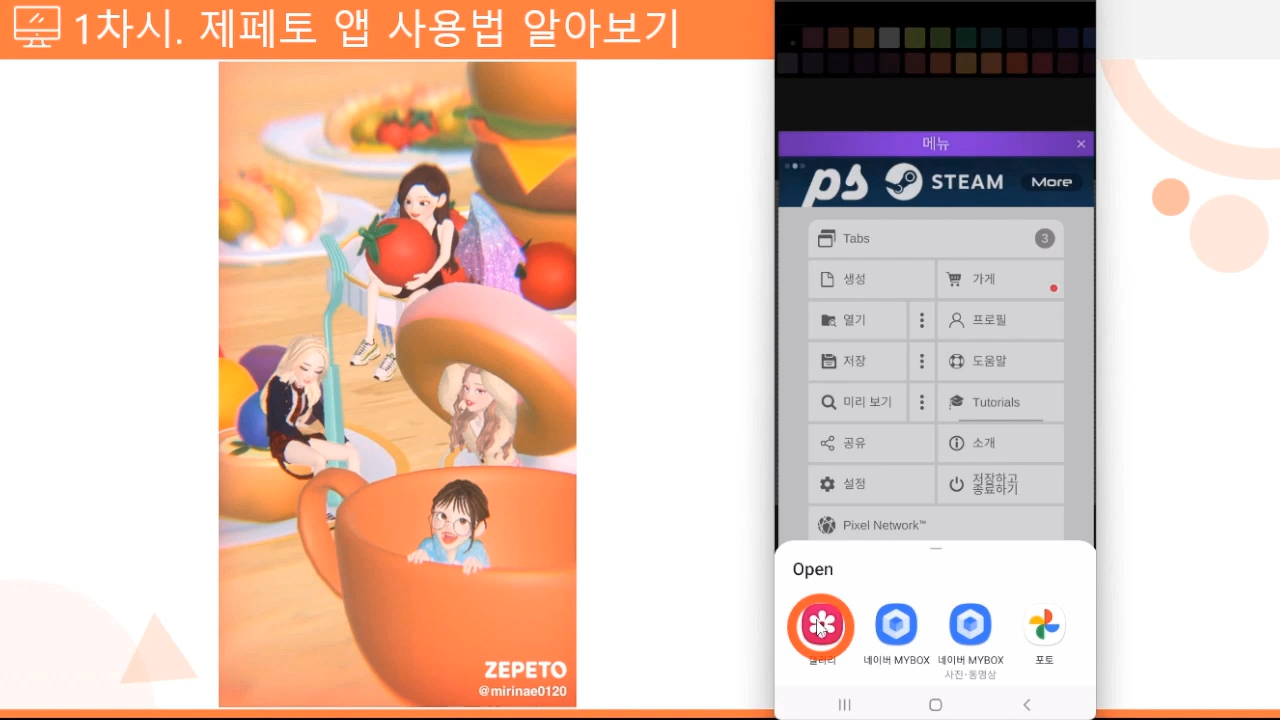 1차시. 제페토 앱 사용법 알아보기
ZEPETO
@mirinae0120
메뉴
ps STEAM More
Tabs 3
생성 가게
열기 프로필
저장 도움말
미리 보기 Tutorials
공유 소개
설정 저장하고
종료하기
Pixel Network™
Open
갤러리 네이버 MYBOX 네이버 MYBOX 포토
사진·동영상